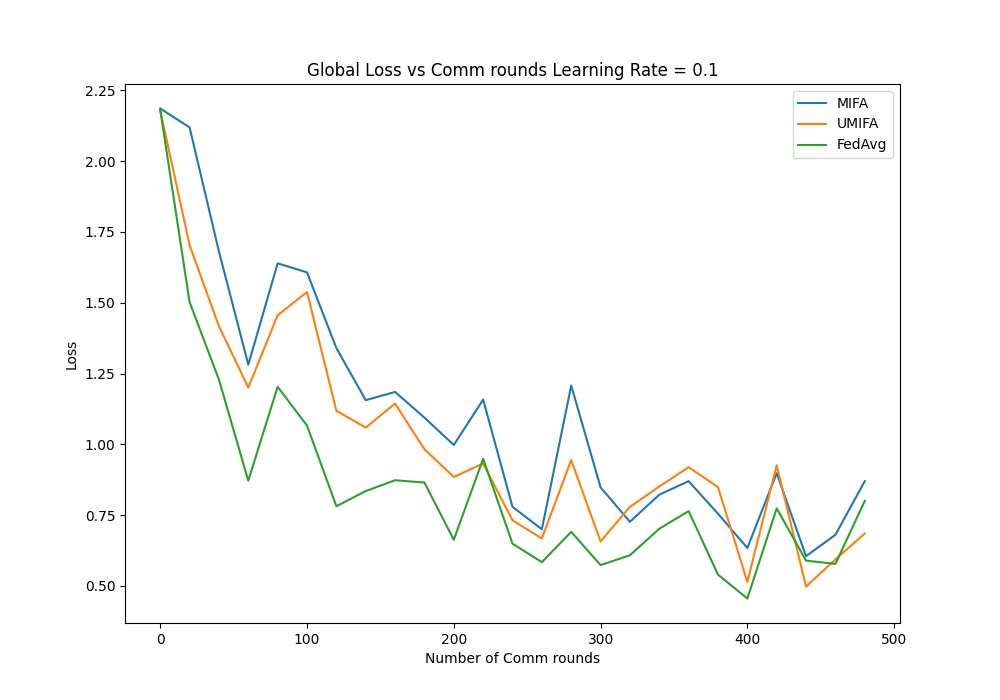 Global Loss vs Comm rounds Learning Rate = 0.1
MIFA
UMIFA
FedAvg
2.25
2.00
1.75
1.50
1.25
1.00
0.75
0.50
Loss
0 100 200 300 400 500
Number of Comm rounds